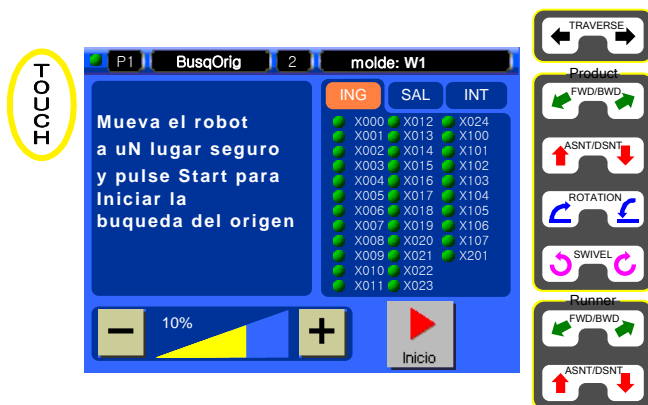 TOUCH
P1 BusqOrig 2 molde: W1
Mueva el robot
a uN lugar seguro
y pulse Start para
Iniciar la
buqueda del origen
ING SAL INT
X000 X012 X024
X001 X013 X100
X002 X014 X101
X003 X015 X102
X004 X016 X103
X005 X017 X104
X006 X018 X105
X007 X019 X106
X008 X020 X107
X009 X021 X201
X010 X022
X011 X023
10%
Inicio
TRAVERSE
Product
FWD/BWD
ASNT/DSNT
ROTATION
SWIVEL
Runner
FWD/BWD
ASNT/DSNT